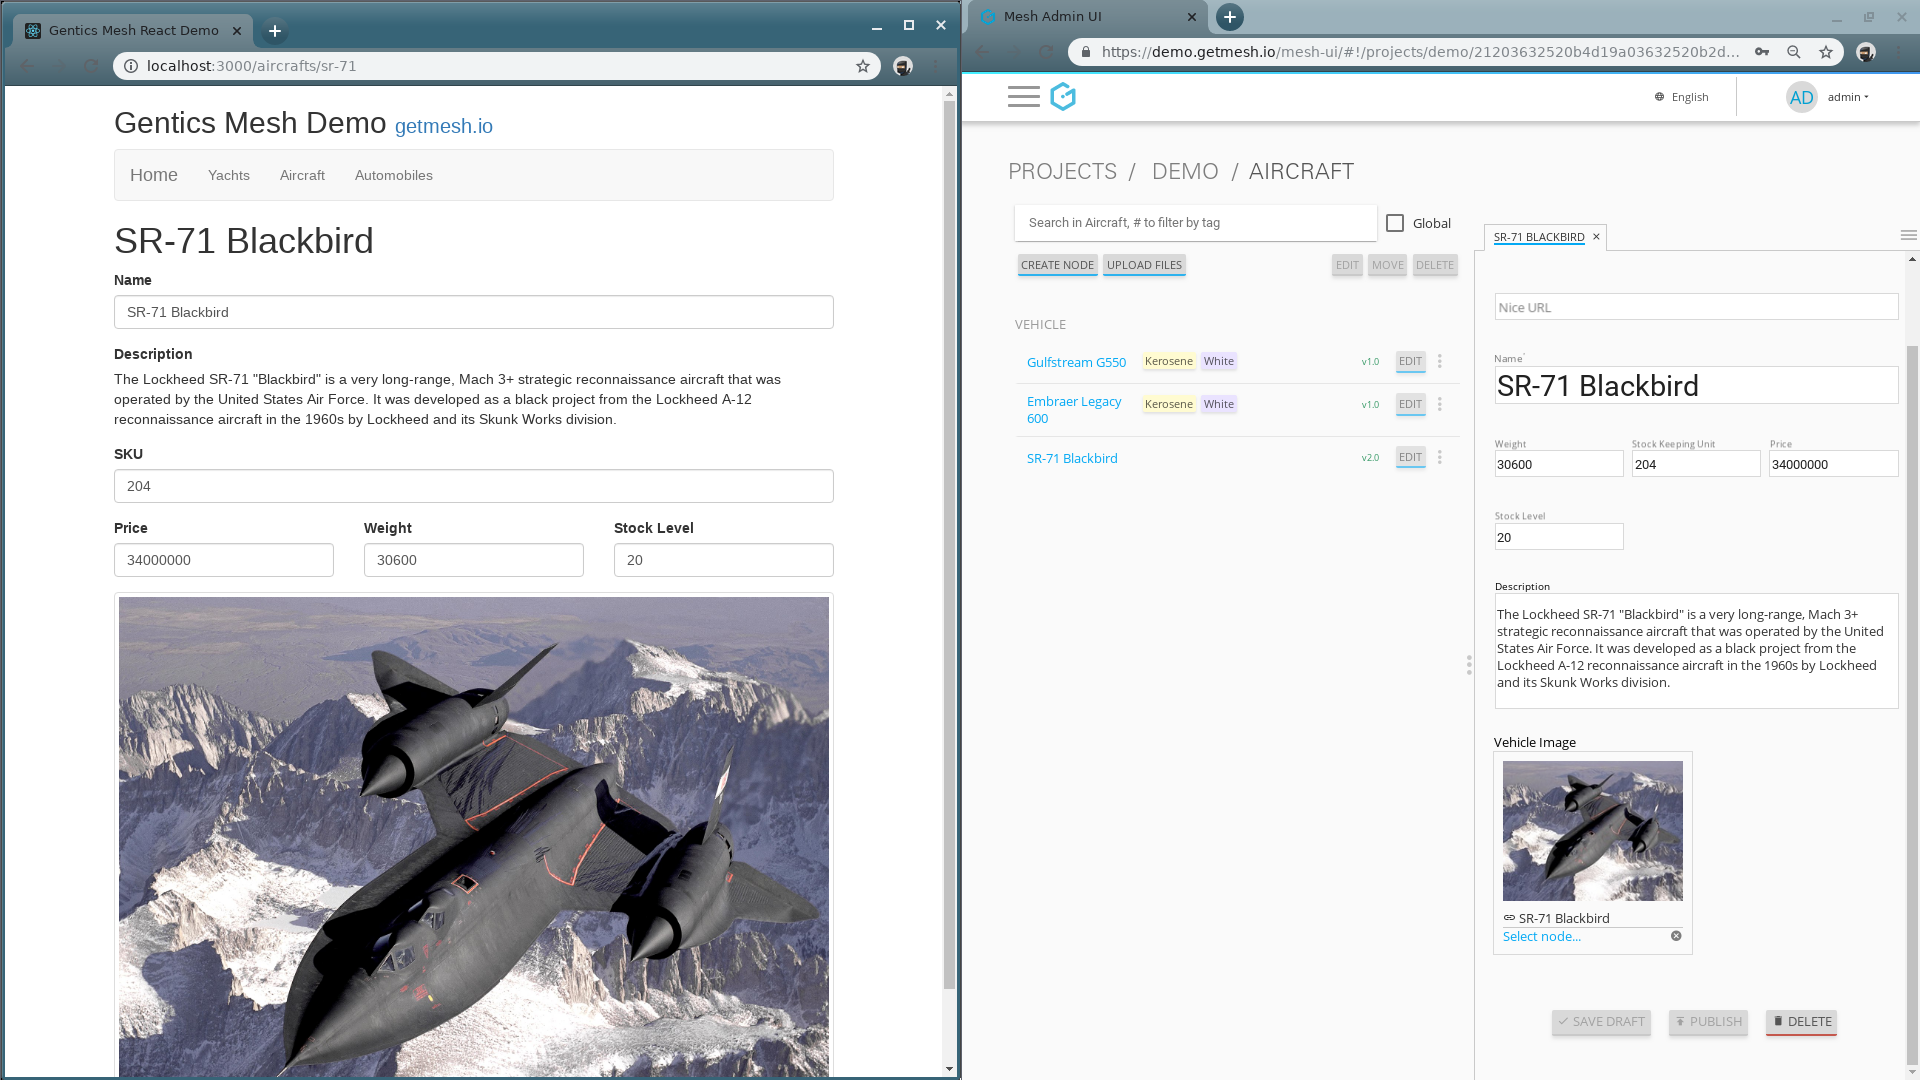 Gentics Mesh React Demo
localhost:3000/aircrafts/sr-71
Gentics Mesh Demo getmesh.io
Home Yachts Aircraft Automobiles
SR-71 Blackbird
Name
SR-71 Blackbird
Description
The Lockheed SR-71 "Blackbird" is a very long-range, Mach 3+ strategic reconnaissance aircraft that was
operated by the United States Air Force. It was developed as a black project from the Lockheed A-12
reconnaissance aircraft in the 1960s by Lockheed and its Skunk Works division.
SKU
204
Price Weight Stock Level
34000000 30600 20
Mesh Admin UI
https://demo.getmesh.io/mesh-ui/#!/projects/demo/21203632520b4d19a03632520b2d...
English
AD admin
PROJECTS / DEMO / AIRCRAFT
Search in Aircraft, # to filter by tag
Global
CREATE NODE UPLOAD FILES EDIT MOVE DELETE
VEHICLE
Gulfstream G550 Kerosene White v1.0 EDIT
Embraer Legacy
600 Kerosene White v1.0 EDIT
SR-71 Blackbird v2.0 EDIT
SR-71 BLACKBIRD
Nice URL
Name*
SR-71 Blackbird
Weight Stock Keeping Unit Price
30600 204 34000000
Stock Level
20
Description
The Lockheed SR-71 "Blackbird" is a very long-range, Mach 3+
strategic reconnaissance aircraft that was operated by the United
States Air Force. It was developed as a black project from the
Lockheed A-12 reconnaissance aircraft in the 1960s by Lockheed
and its Skunk Works division.
Vehicle Image
SR-71 Blackbird
Select node...
SAVE DRAFT PUBLISH DELETE